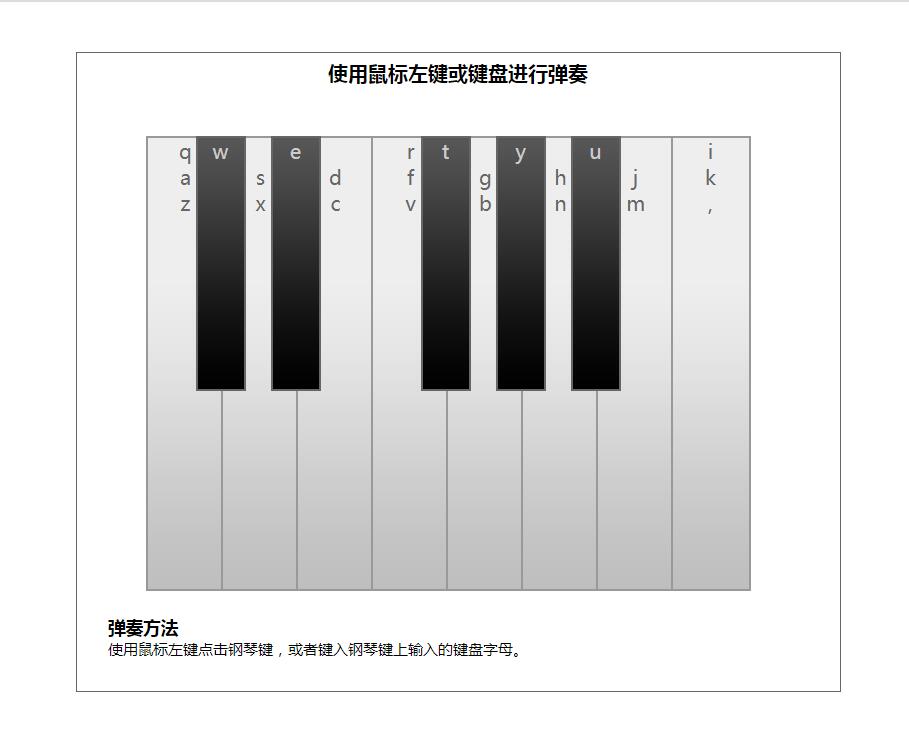 使用鼠标左键或键盘进行弹奏
q w e r t y u i
a s d f g h j k
z x c v b n m ,
弹奏方法
使用鼠标左键点击钢琴键，或者键入钢琴键上输入的键盘字母。